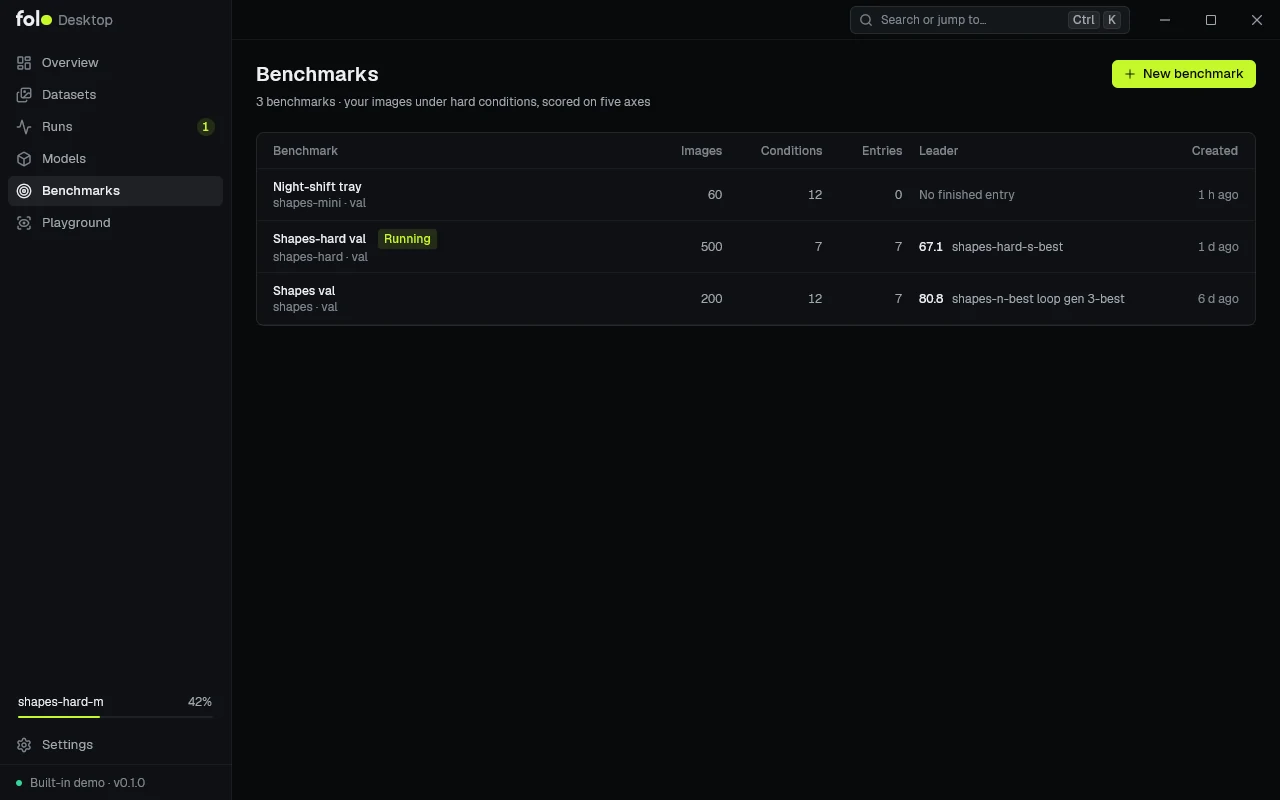 folo Desktop
Search or jump to… Ctrl K
Overview
Datasets
Runs 1
Models
Benchmarks
Playground
shapes-hard-m 42%
Settings
Built-in demo · v0.1.0
Benchmarks
3 benchmarks · your images under hard conditions, scored on five axes
New benchmark
Benchmark Images Conditions Entries Leader Created
Night-shift tray
shapes-mini · val
60 12 0 No finished entry 1 h ago
Shapes-hard val Running
shapes-hard · val
500 7 7 67.1 shapes-hard-s-best 1 d ago
Shapes val
shapes · val
200 12 7 80.8 shapes-n-best loop gen 3-best 6 d ago